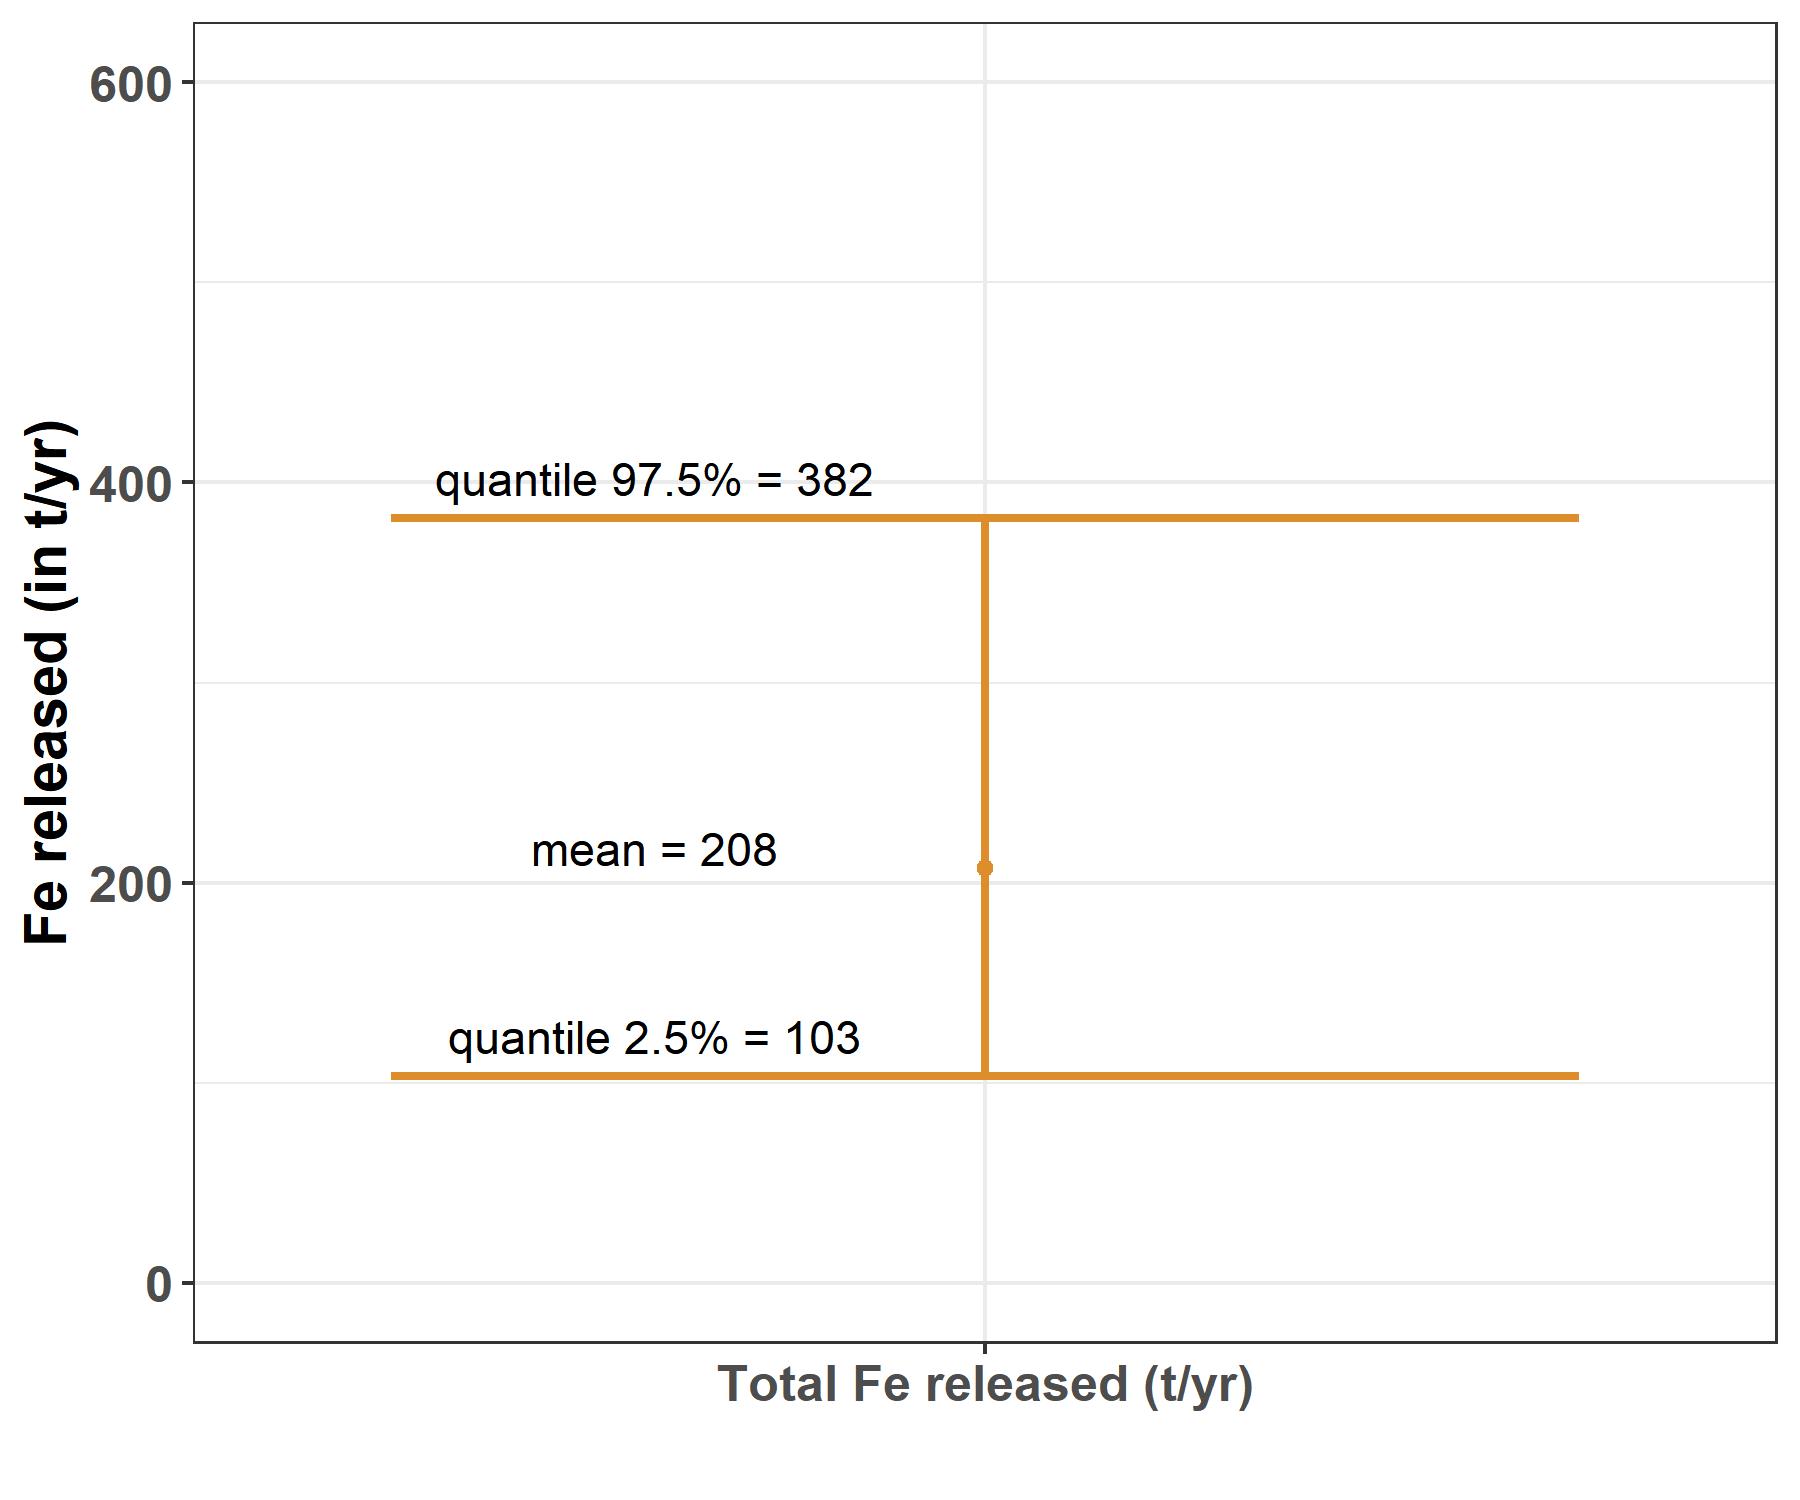 Fe released (in t/yr)
600
400
200
0
quantile 97.5% = 382
mean = 208
quantile 2.5% = 103
Total Fe released (t/yr)